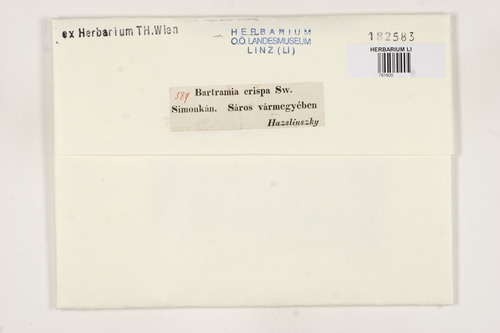 ex Herbarium TH.Wien
HERBARIUM
O.Ö. LANDESMUSEUM
LINZ (LI)
182583
HERBARIUM LI
589 Bartramia crispa Sw.
Simonkán. Sáros vármegyében
Hazslinszky